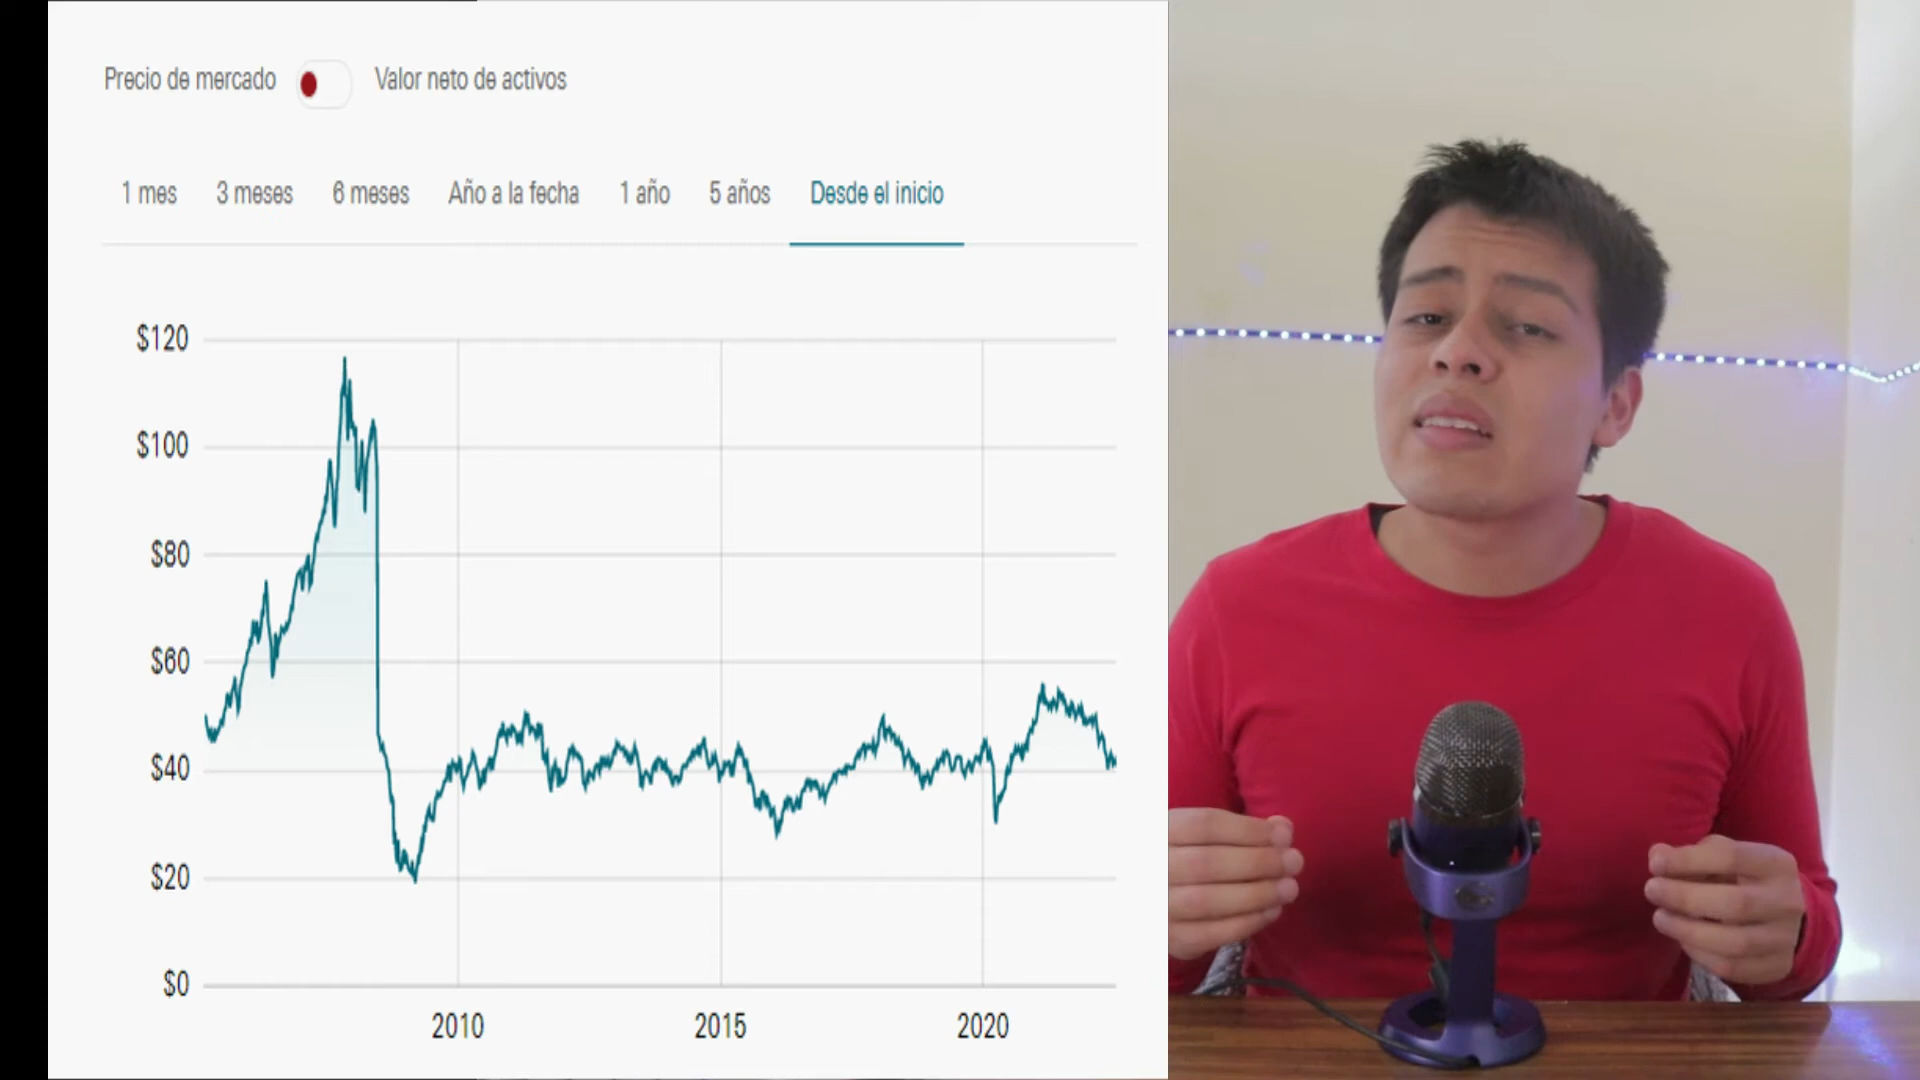 Precio de mercado Valor neto de activos
1 mes 3 meses 6 meses Año a la fecha 1 año 5 años Desde el inicio
$120
$100
$80
$60
$40
$20
$0
2010 2015 2020